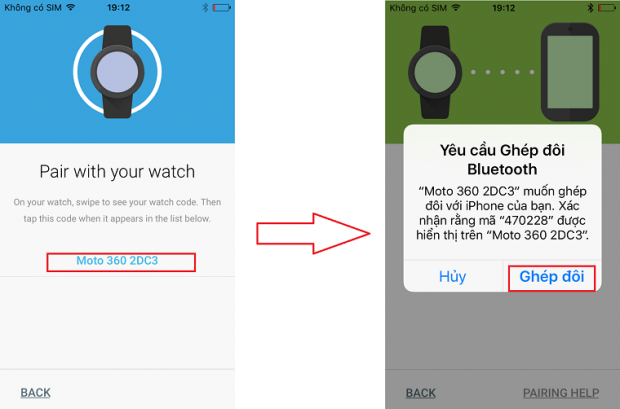 Không có SIM 19:12
Pair with your watch
On your watch, swipe to see your watch code. Then
tap this code when it appears in the list below.
Moto 360 2DC3
BACK
Không có SIM 19:12
Yêu cầu Ghép đôi
Bluetooth
“Moto 360 2DC3” muốn ghép
đôi với iPhone của bạn. Xác
nhận rằng mã “470228” được
hiển thị trên “Moto 360 2DC3”.
Hủy Ghép đôi
BACK PAIRING HELP